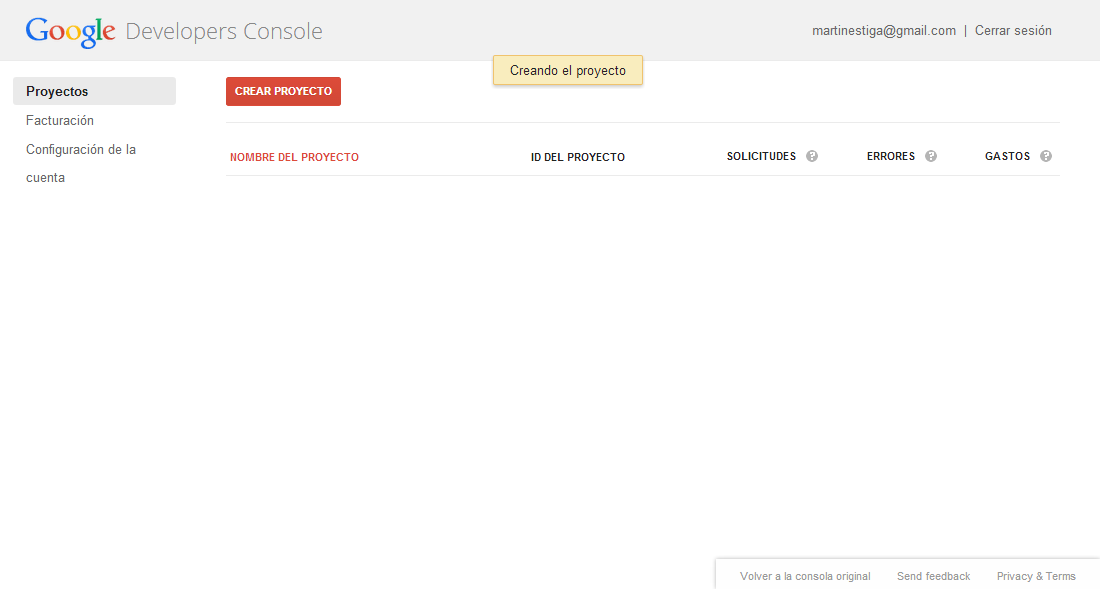 Google Developers Console
martinestiga@gmail.com | Cerrar sesión
Creando el proyecto
Proyectos
Facturación
Configuración de la
cuenta
CREAR PROYECTO
NOMBRE DEL PROYECTO ID DEL PROYECTO SOLICITUDES ? ERRORES ? GASTOS ?
Volver a la consola original Send feedback Privacy & Terms